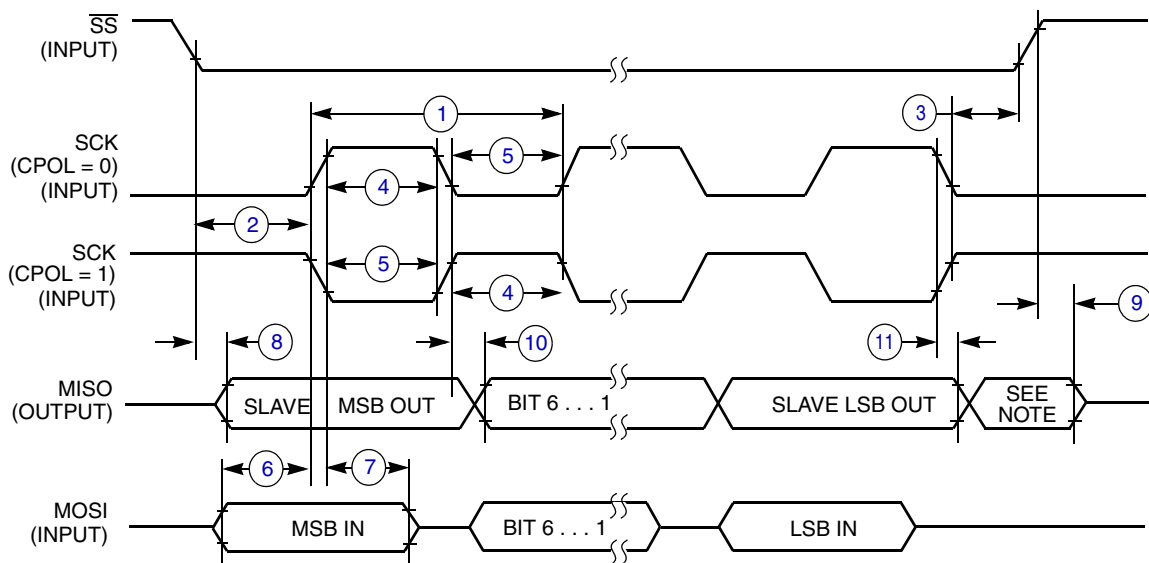 SS
(INPUT)
1
3
SCK
(CPOL = 0)
(INPUT)
5
4
2
SCK
(CPOL = 1)
(INPUT)
5
4
9
8
10
11
MISO
(OUTPUT)
SLAVE MSB OUT
BIT 6 . . . 1
SLAVE LSB OUT
SEE
NOTE
6
7
MOSI
(INPUT)
MSB IN
BIT 6 . . . 1
LSB IN